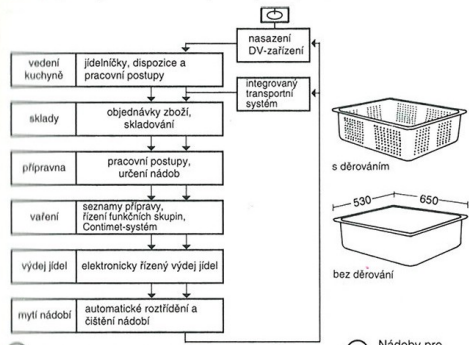 nasazení
DV-zařízení
vedení
kuchyně
jídelníčky, dispozice a
pracovní postupy
integrovaný
transportní
systém
sklady
objednávky zboží,
skladování
přípravna
pracovní postupy,
určení nádob
vaření
seznamy přípravy,
řízení funkčních skupin,
Contimet-systém
výdej jídel
elektronicky řízený výdej jídel
mytí nádobí
automatické roztřídění a
čištění nádobí
s děrováním
530
650
bez děrování
Nádoby pro